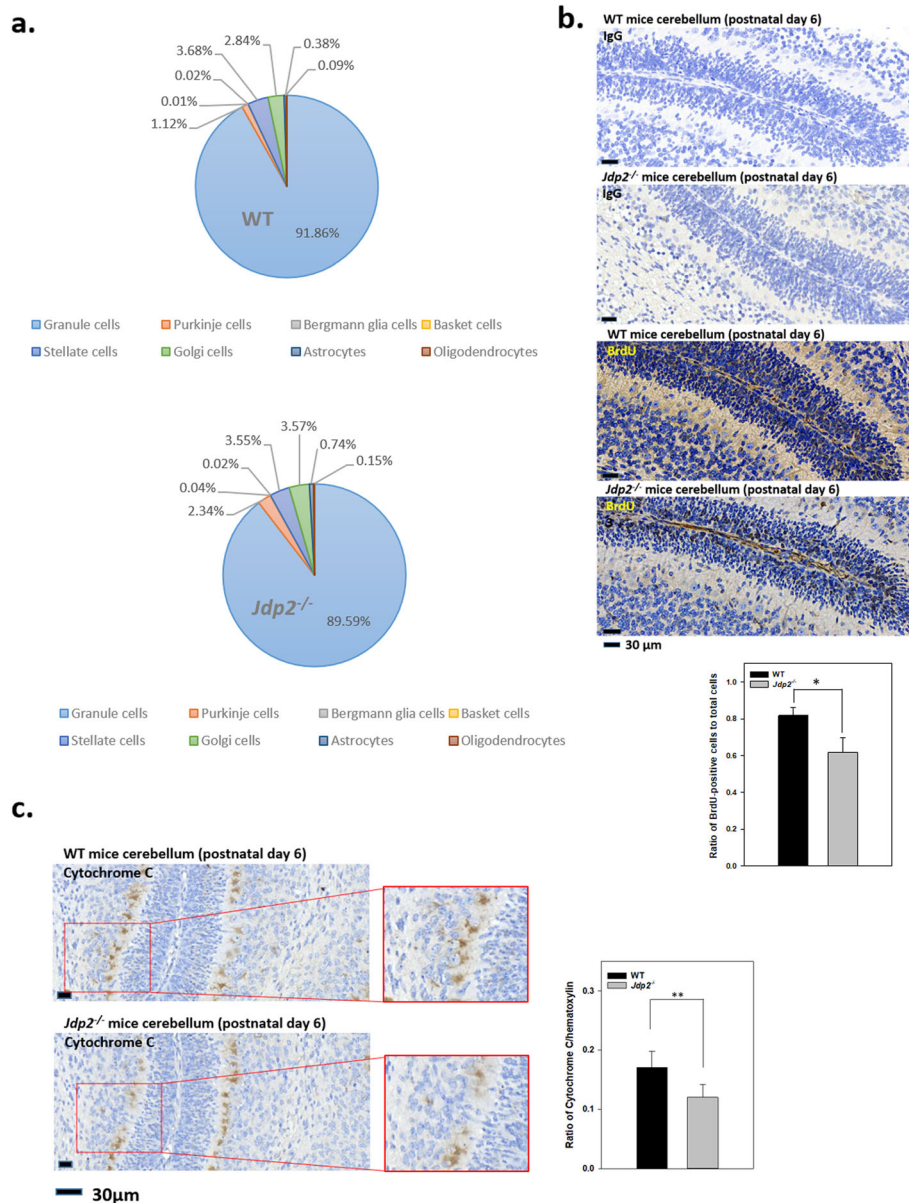 a.
2.84%
0.38%
3.68%
0.09%
0.02%
0.01%
1.12%
WT
91.86%
Granule cells Purkinje cells Bergmann glia cells Basket cells
Stellate cells Golgi cells Astrocytes Oligodendrocytes
3.57%
3.55%
0.74%
0.02%
0.15%
0.04%
2.34%
Jdp2-/-
89.59%
Granule cells Purkinje cells Bergmann glia cells Basket cells
Stellate cells Golgi cells Astrocytes Oligodendrocytes
b.
WT mice cerebellum (postnatal day 6)
IgG
Jdp2-/- mice cerebellum (postnatal day 6)
IgG
WT mice cerebellum (postnatal day 6)
BrdU
Jdp2-/- mice cerebellum (postnatal day 6)
BrdU
30 μm
Ratio of BrdU-positive cells to total cells
WT
Jdp2-/-
*
1.0
0.8
0.6
0.4
0.2
0.0
c.
WT mice cerebellum (postnatal day 6)
Cytochrome C
Jdp2-/- mice cerebellum (postnatal day 6)
Cytochrome C
30μm
Ratio of Cytochrome C/hematoxylin
WT
Jdp2-/-
**
0.3
0.2
0.1
0.0